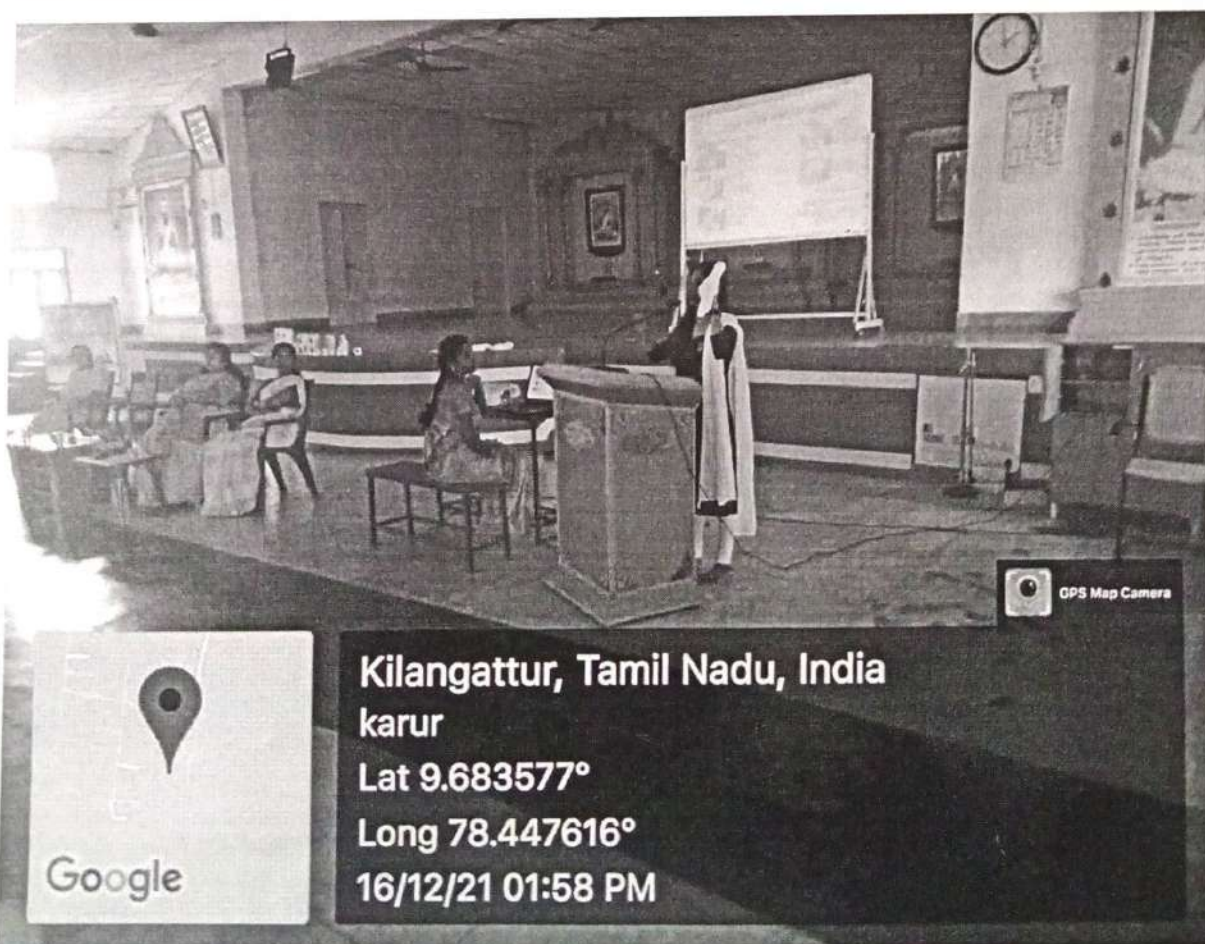 GPS Map Camera
Kilangattur, Tamil Nadu, India
karur
Lat 9.683577°
Long 78.447616°
16/12/21 01:58 PM
Google